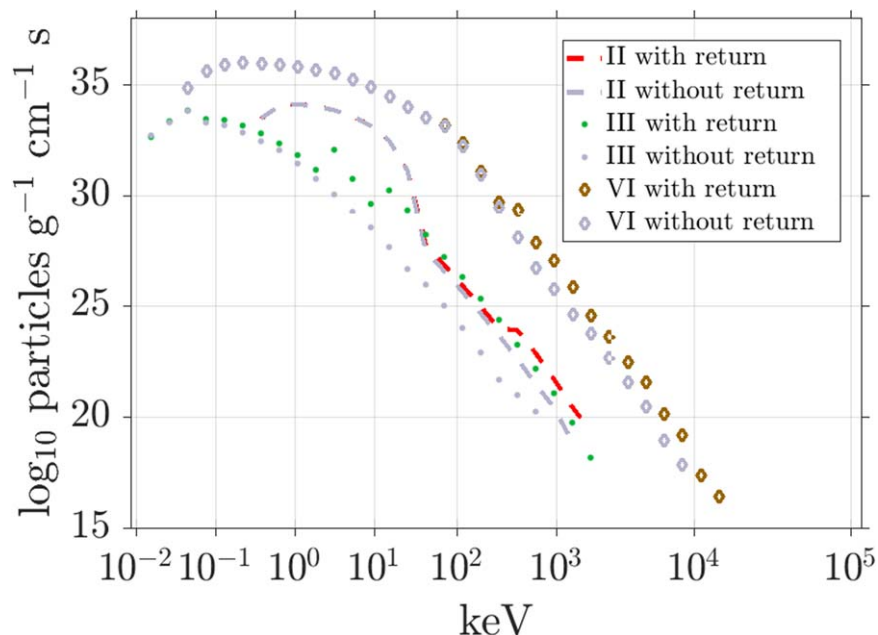 log₁₀ particles g⁻¹ cm⁻¹ s
35
30
25
20
15
II with return
II without return
III with return
III without return
VI with return
VI without return
10⁻² 10⁻¹ 10⁰ 10¹ 10² 10³ 10⁴ 10⁵
keV